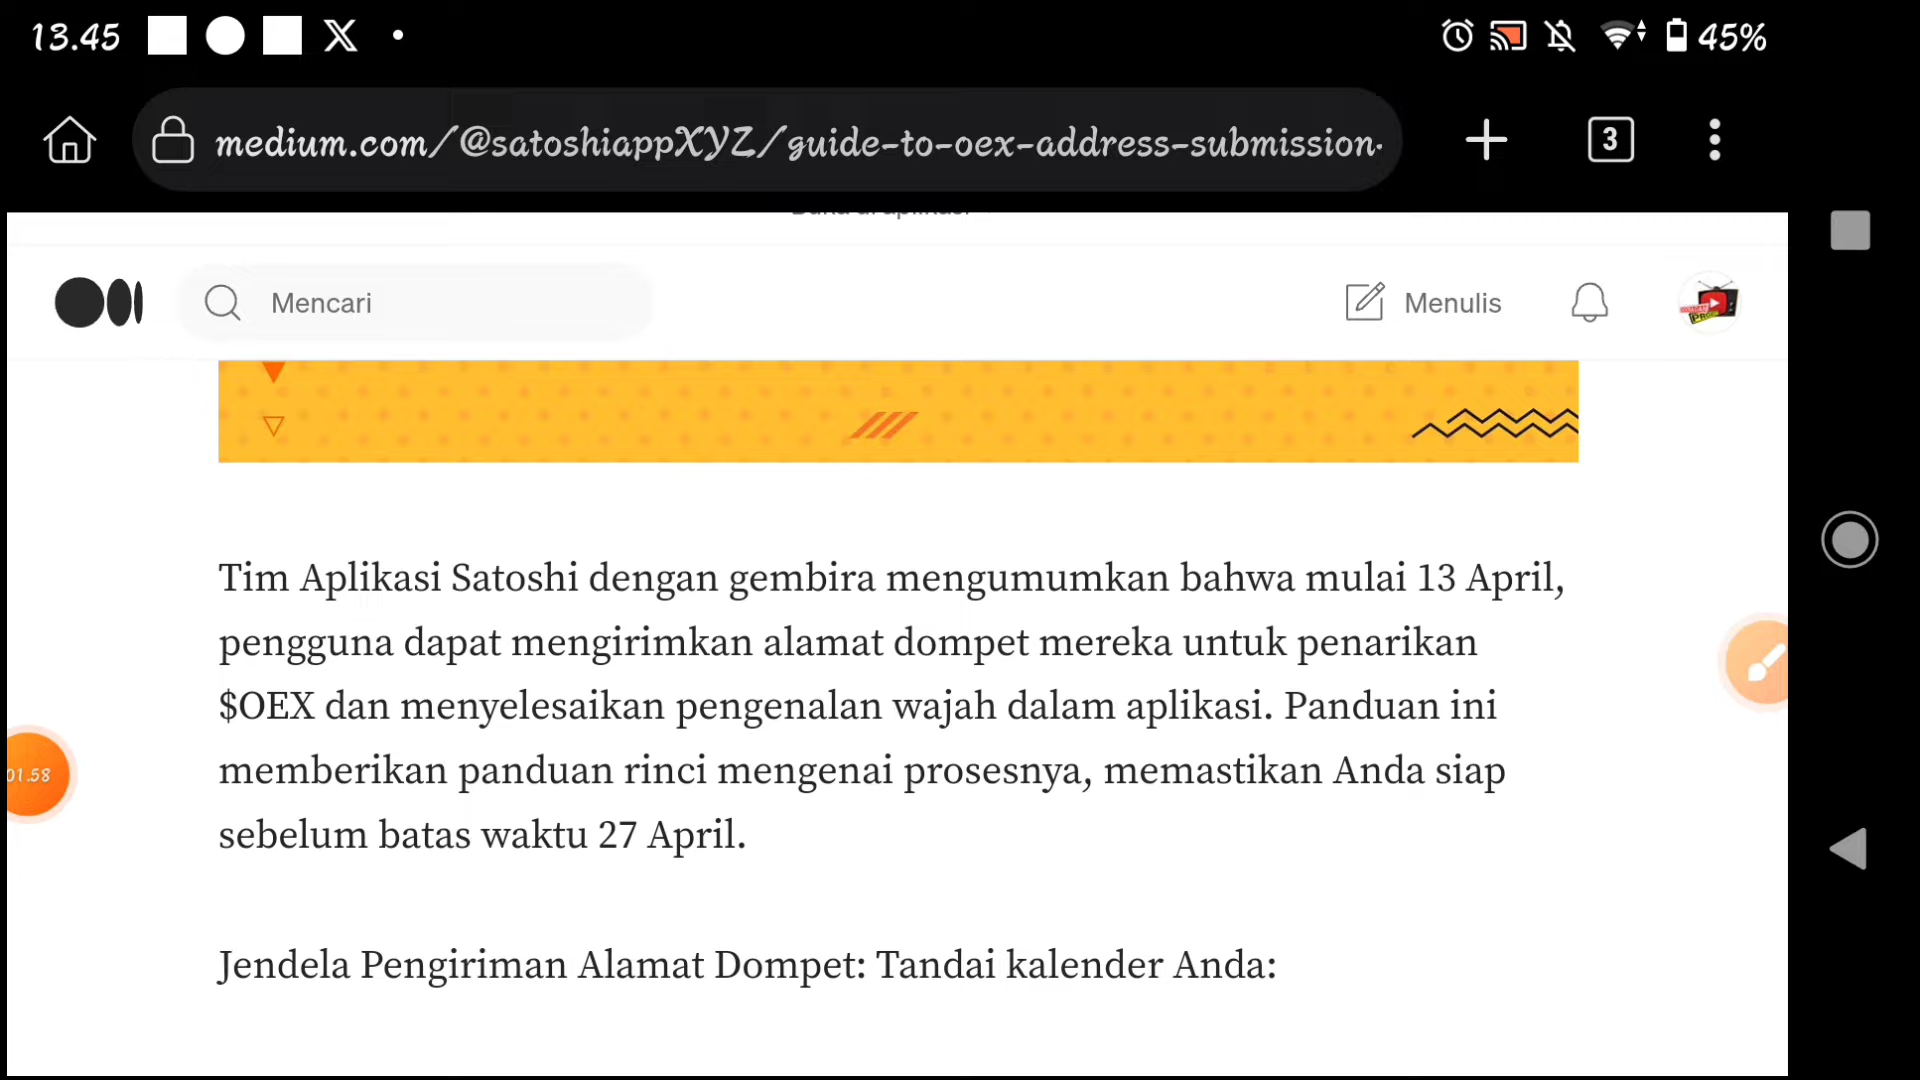 13.45 X 45%
medium.com/@satoshiappXYZ/guide-to-oex-address-submission-
3
Mencari
Menulis
Tim Aplikasi Satoshi dengan gembira mengumumkan bahwa mulai 13 April,
pengguna dapat mengirimkan alamat dompet mereka untuk penarikan
$OEX dan menyelesaikan pengenalan wajah dalam aplikasi. Panduan ini
memberikan panduan rinci mengenai prosesnya, memastikan Anda siap
01.58
sebelum batas waktu 27 April.
Jendela Pengiriman Alamat Dompet: Tandai kalender Anda: